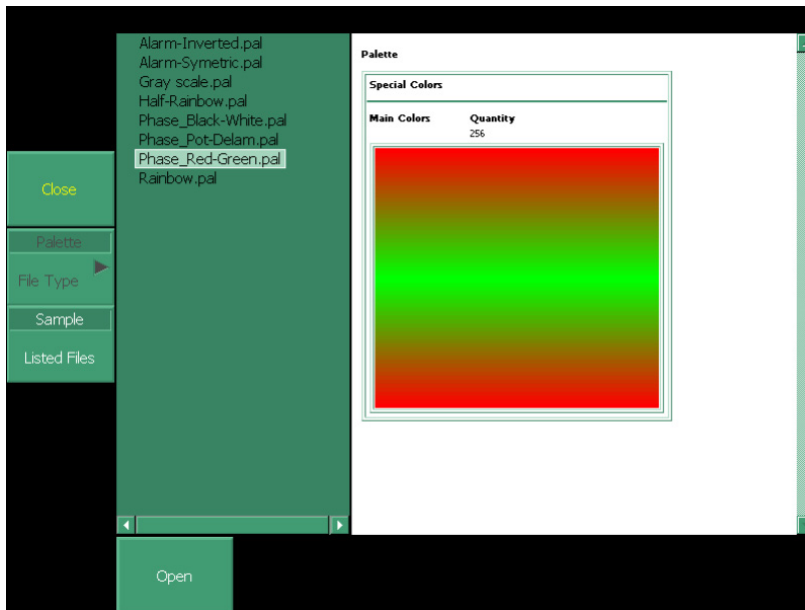 Alarm-Inverted.pal
Alarm-Symetric.pal
Gray scale.pal
Half-Rainbow.pal
Phase_Black-White.pal
Phase_Pot-Delam.pal
Phase_Red-Green.pal
Rainbow.pal
Close
Palette
File Type
Sample
Listed Files
Palette
Special Colors
Main Colors Quantity
256
Open